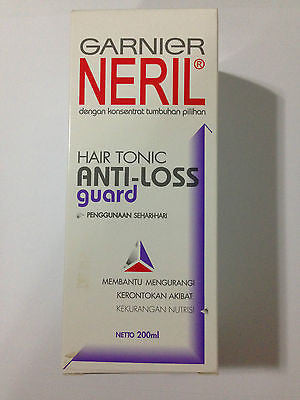 GARNIER
NERIL®
dengan konsentrat tumbuhan pilihan
HAIR TONIC
ANTI-LOSS
guard
PENGGUNAAN SEHARI-HARI
MEMBANTU MENGURANGI
KERONTOKAN AKIBAT
KEKURANGAN NUTRISI
NETTO 200ml